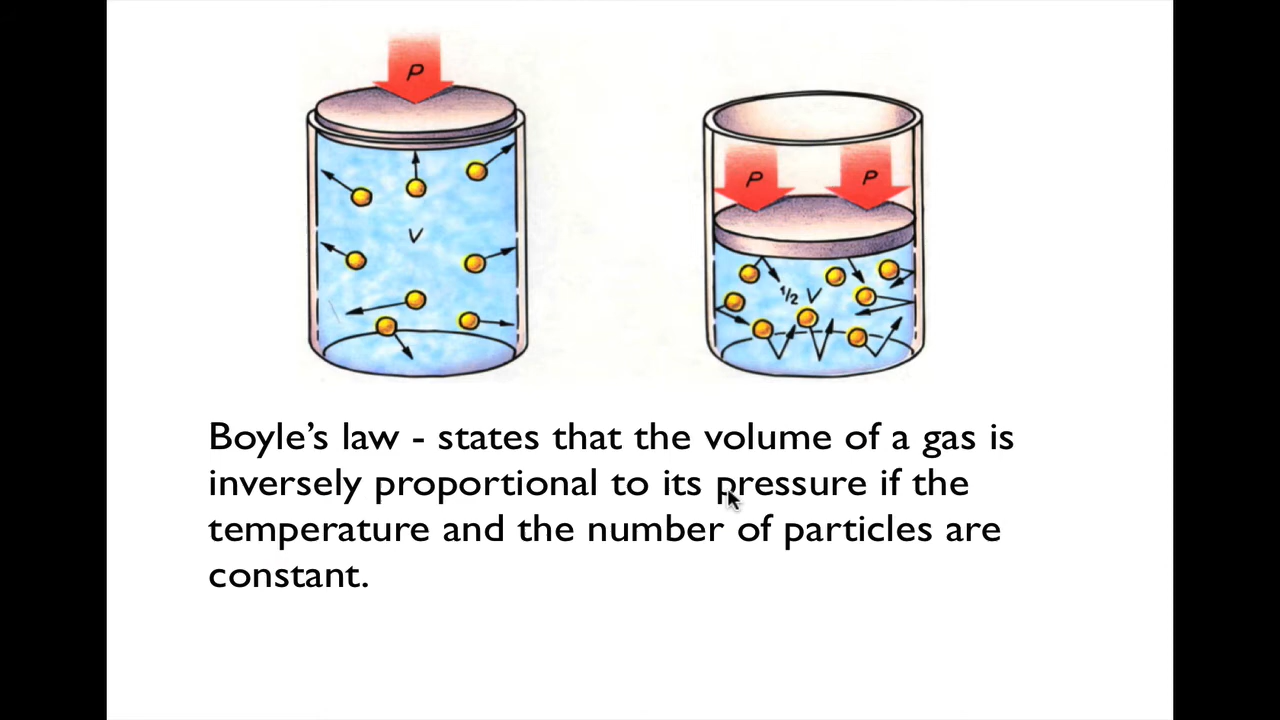 P
V
P
P
½ V
Boyle’s law - states that the volume of a gas is
inversely proportional to its pressure if the
temperature and the number of particles are
constant.